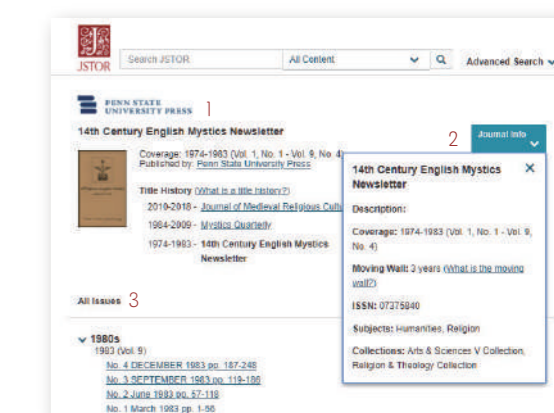 JSTOR
Search JSTOR
All Content
Advanced Search
PENN STATE
UNIVERSITY PRESS
1
14th Century English Mystics Newsletter
Coverage: 1974-1983 (Vol. 1, No. 1 - Vol. 9, No. 4)
Published by: Penn State University Press
Title History (What is a title history?)
2010-2018 - Journal of Medieval Religious Cultu
1984-2009 - Mystics Quarterly
1974-1983 - 14th Century English Mystics
Newsletter
2
Journal Info
14th Century English Mystics
Newsletter
Description:
Coverage: 1974-1983 (Vol. 1, No. 1 - Vol. 9,
No. 4)
Moving Wall: 3 years (What is the moving
wall?)
ISSN: 07375840
Subjects: Humanities, Religion
Collections: Arts & Sciences V Collection,
Religion & Theology Collection
All Issues
3
1980s
1983 (Vol. 9)
No. 4 DECEMBER 1983 pp. 187-248
No. 3 SEPTEMBER 1983 pp. 119-186
No. 2 June 1983 pp. 57-118
No. 1 March 1983 pp. 1-56